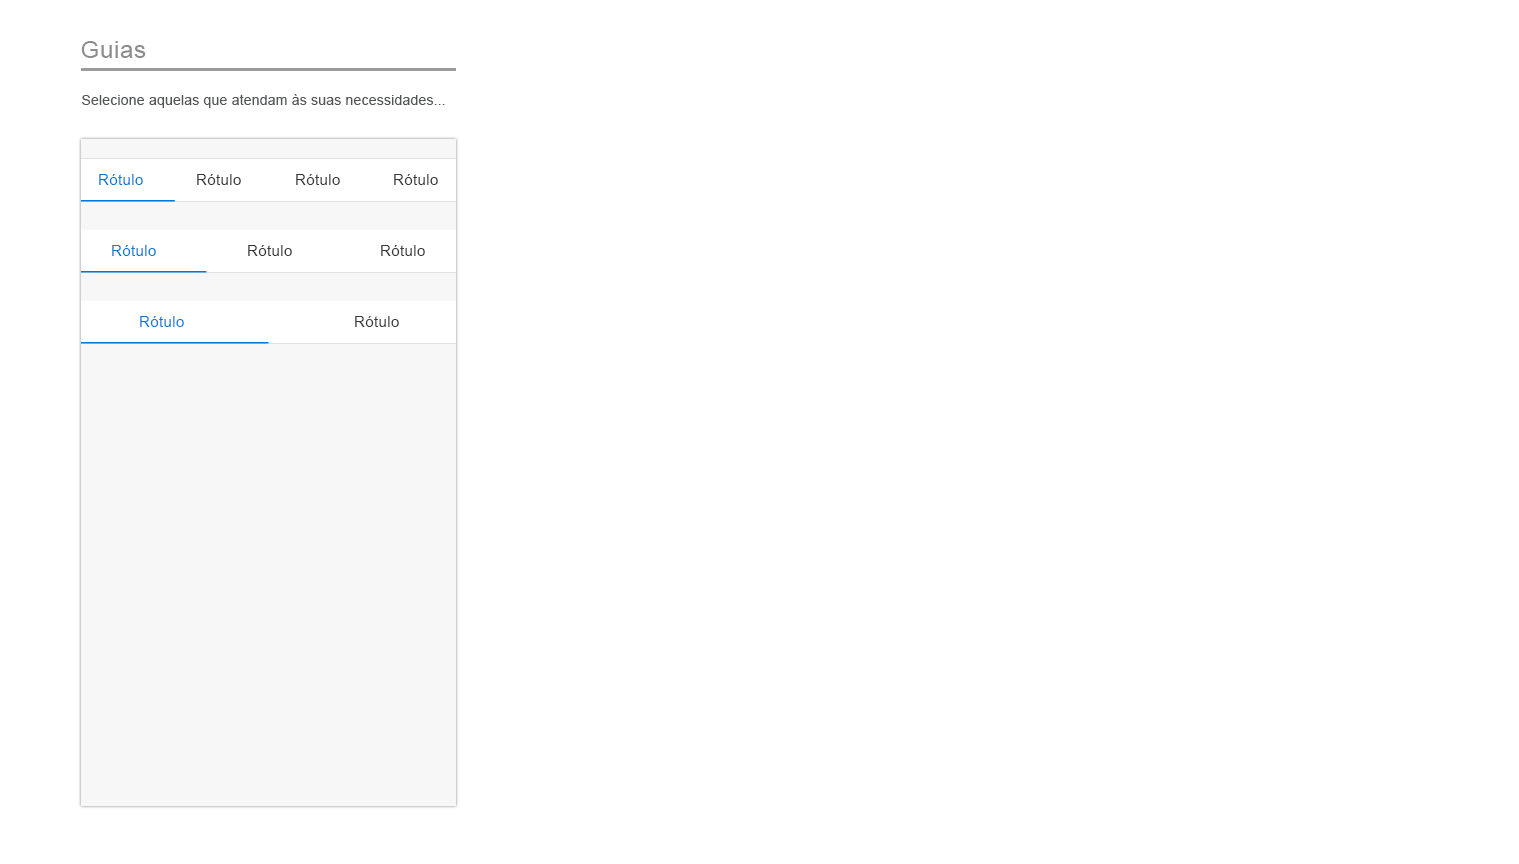 Guias
Selecione aquelas que atendam às suas necessidades...
Rótulo Rótulo Rótulo Rótulo
Rótulo Rótulo Rótulo
Rótulo Rótulo